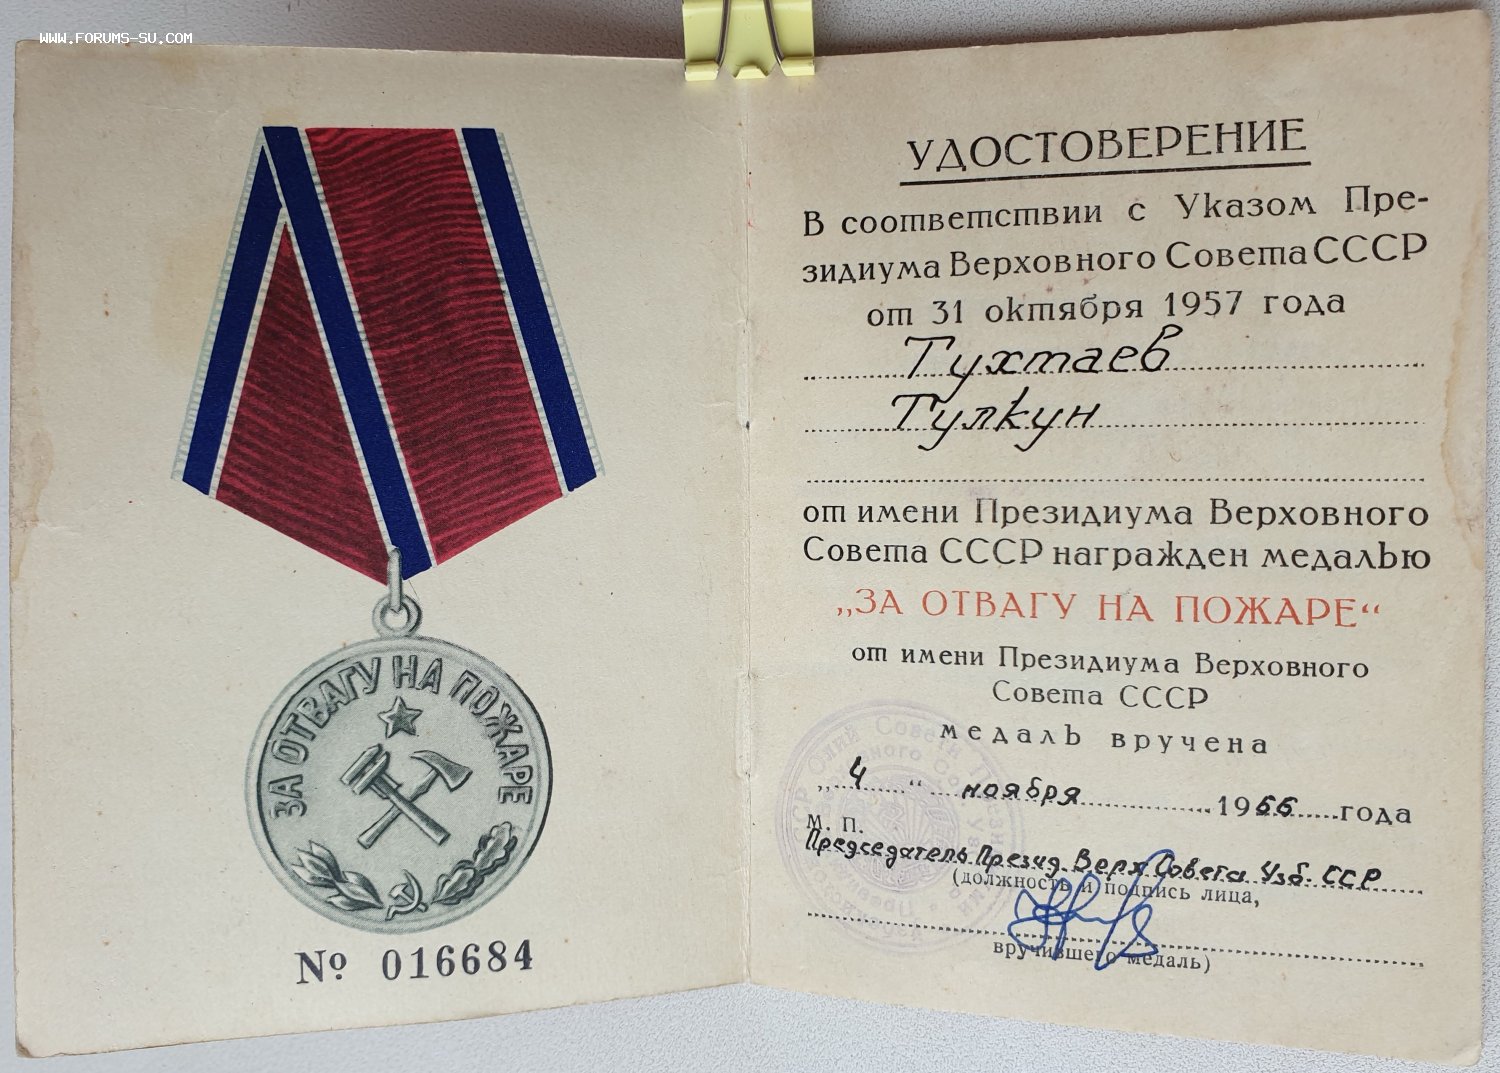 WWW.FORUMS-SU.COM
ЗА ОТВАГУ НА ПОЖАРЕ
№ 016684
УДОСТОВЕРЕНИЕ
В соответствии с Указом Пре-
зидиума Верховного Совета СССР
от 31 октября 1957 года
Тухтаев
Тулкун
от имени Президиума Верховного
Совета СССР награжден медалью
„ЗА ОТВАГУ НА ПОЖАРЕ“
от имени Президиума Верховного
Совета СССР
медаль вручена
„4“ ноября 1966 года
М. П.
Председатель Презид. Верх Совета Узб. ССР
(должность и подпись лица,
вручившего медаль)